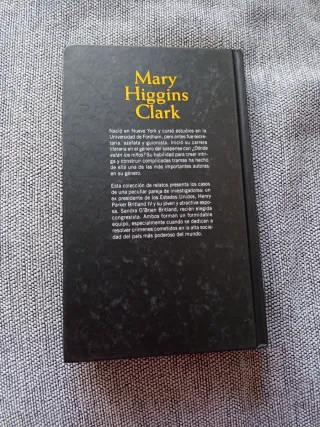 Mary
Higgins
Clark
Nació en Nueva York y cursó estudios en la
Universidad de Fordham, pero antes fue secre-
taria, azafata y guionista. Inició su carrera
literaria en el género del suspense con ¿Dónde
están los niños? Su habilidad para crear intri-
ga y construir complicadas tramas ha hecho
de ella una de las más importantes autoras
en su género.
Esta colección de relatos presenta los casos
de una peculiar pareja de investigadores: un
ex presidente de los Estados Unidos, Henry
Parker Britland IV y su joven y atractiva espo-
sa, Sandra O'Brien Britland, recién elegida
congresista. Ambos forman un formidable
equipo, especialmente cuando se dedican a
resolver crímenes cometidos en la alta socie-
dad del país más poderoso del mundo.